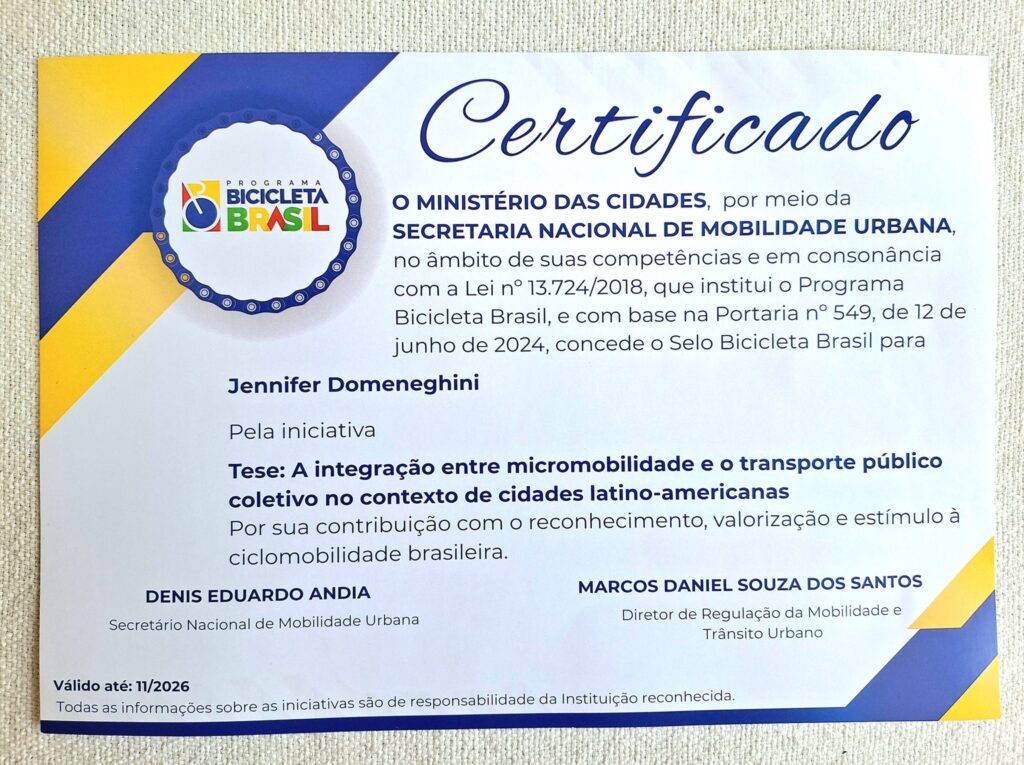 Certificado
PROGRAMA
BICICLETA
BRASIL
O MINISTÉRIO DAS CIDADES, por meio da
SECRETARIA NACIONAL DE MOBILIDADE URBANA,
no âmbito de suas competências e em consonância
com a Lei nº 13.724/2018, que institui o Programa
Bicicleta Brasil, e com base na Portaria nº 549, de 12 de
junho de 2024, concede o Selo Bicicleta Brasil para
Jennifer Domeneghini
Pela iniciativa
Tese: A integração entre micromobilidade e o transporte público
coletivo no contexto de cidades latino-americanas
Por sua contribuição com o reconhecimento, valorização e estímulo à
ciclomobilidade brasileira.
DENIS EDUARDO ANDIA
Secretário Nacional de Mobilidade Urbana
MARCOS DANIEL SOUZA DOS SANTOS
Diretor de Regulação da Mobilidade e
Trânsito Urbano
Válido até: 11/2026
Todas as informações sobre as iniciativas são de responsabilidade da Instituição reconhecida.